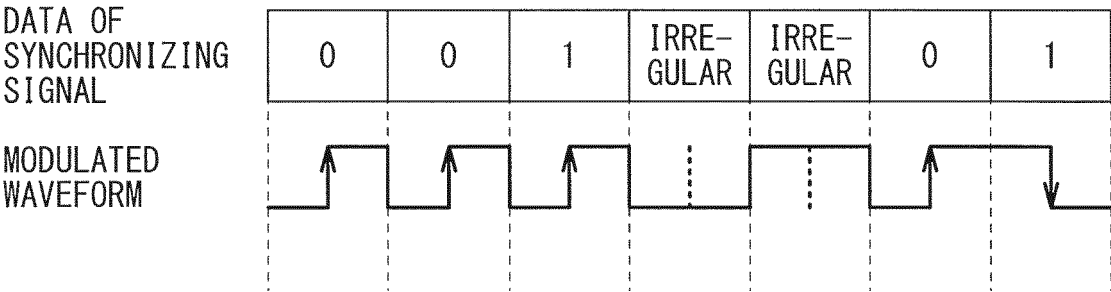 DATA OF
SYNCHRONIZING
SIGNAL
0 0 1 IRRE-
GULAR IRRE-
GULAR 0 1
MODULATED
WAVEFORM